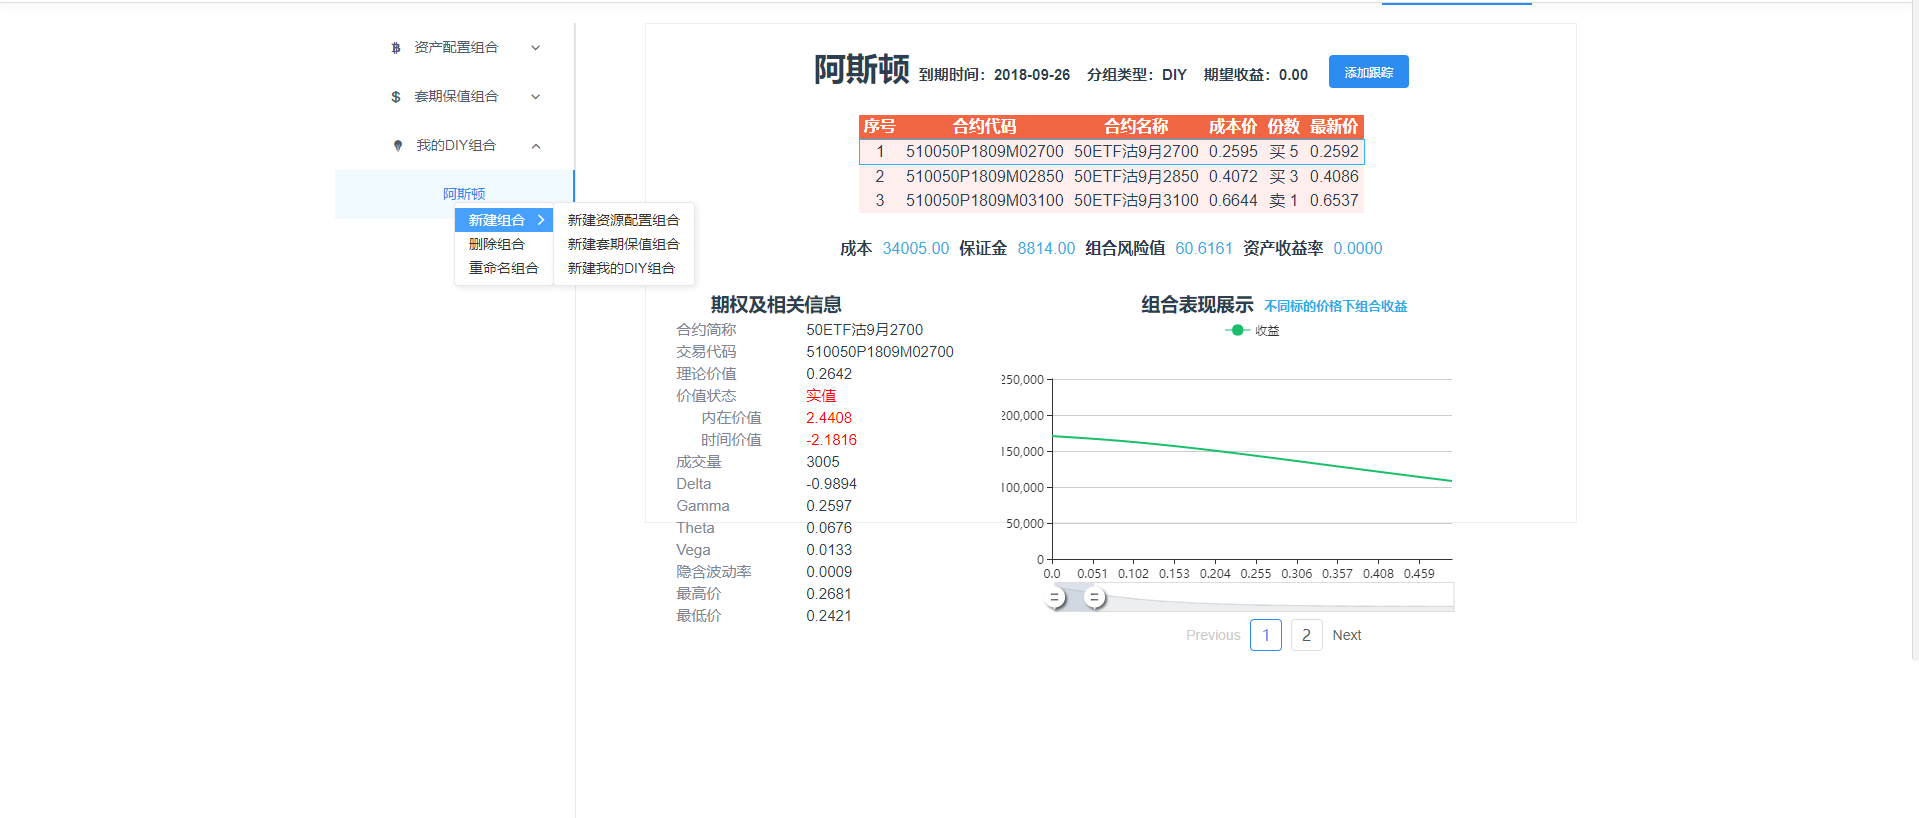 资产配置组合
套期保值组合
我的DIY组合
阿斯顿
新建组合
删除组合
重命名组合
新建资源配置组合
新建套期保值组合
新建我的DIY组合
阿斯顿 到期时间：2018-09-26 分组类型：DIY 期望收益：0.00 添加跟踪
序号 合约代码 合约名称 成本价 份数 最新价
1 510050P1809M02700 50ETF沽9月2700 0.2595 买 5 0.2592
2 510050P1809M02850 50ETF沽9月2850 0.4072 买 3 0.4086
3 510050P1809M03100 50ETF沽9月3100 0.6644 卖 1 0.6537
成本 34005.00 保证金 8814.00 组合风险值 60.6161 资产收益率 0.0000
期权及相关信息
合约简称 50ETF沽9月2700
交易代码 510050P1809M02700
理论价值 0.2642
价值状态 实值
内在价值 2.4408
时间价值 -2.1816
成交量 3005
Delta -0.9894
Gamma 0.2597
Theta 0.0676
Vega 0.0133
隐含波动率 0.0009
最高价 0.2681
最低价 0.2421
组合表现展示 不同标的价格下组合收益
收益
250,000
200,000
150,000
100,000
50,000
0
0.0 0.051 0.102 0.153 0.204 0.255 0.306 0.357 0.408 0.459
Previous 1 2 Next